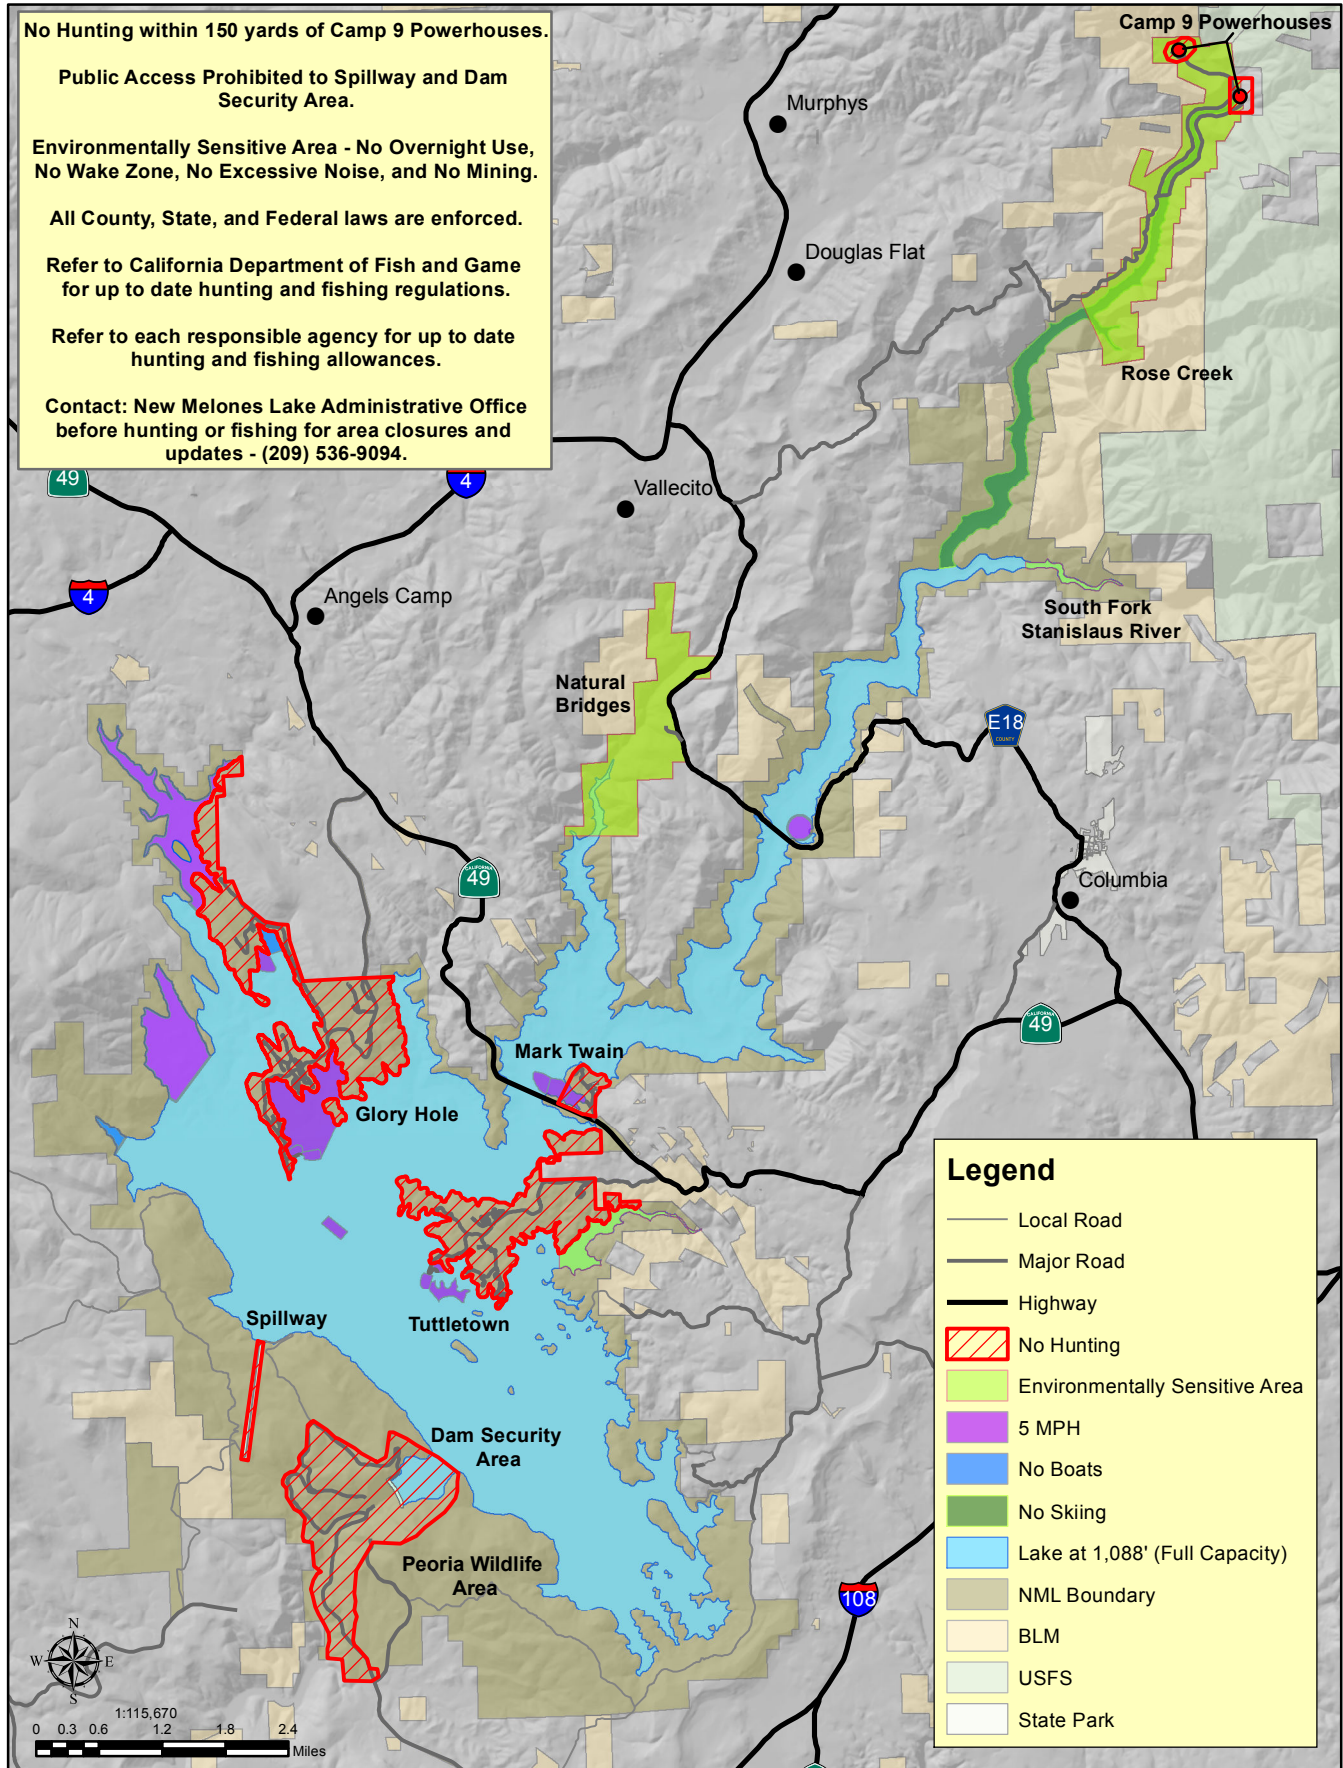 No Hunting within 150 yards of Camp 9 Powerhouses.
Public Access Prohibited to Spillway and Dam
Security Area.
Environmentally Sensitive Area - No Overnight Use,
No Wake Zone, No Excessive Noise, and No Mining.
All County, State, and Federal laws are enforced.
Refer to California Department of Fish and Game
for up to date hunting and fishing regulations.
Refer to each responsible agency for up to date
hunting and fishing allowances.
Contact: New Melones Lake Administrative Office
before hunting or fishing for area closures and
updates - (209) 536-9094.
Camp 9 Powerhouses
Murphys
Douglas Flat
Rose Creek
49
4
Vallecito
4
Angels Camp
South Fork
Stanislaus River
Natural
Bridges
E18
COUNTY
CALIFORNIA
49
Columbia
CALIFORNIA
49
Mark Twain
Glory Hole
Spillway
Tuttletown
Dam Security
Area
Peoria Wildlife
Area
108
Legend
Local Road
Major Road
Highway
No Hunting
Environmentally Sensitive Area
5 MPH
No Boats
No Skiing
Lake at 1,088' (Full Capacity)
NML Boundary
BLM
USFS
State Park
N
W
E
S
1:115,670
0 0.3 0.6 1.2 1.8 2.4
Miles